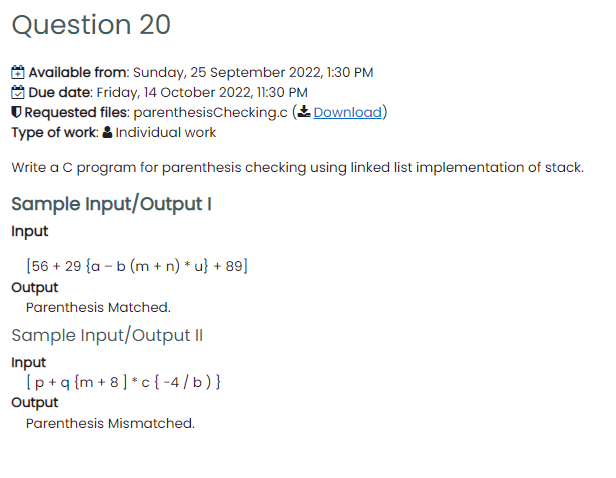 Question 20
Available from: Sunday, 25 September 2022, 1:30 PM
Due date: Friday, 14 October 2022, 11:30 PM
Requested files: parenthesisChecking.c (Download)
Type of work: Individual work
Write a C program for parenthesis checking using linked list implementation of stack.
Sample Input/Output I
Input
[56 + 29 {a – b (m + n) * u} + 89]
Output
Parenthesis Matched.
Sample Input/Output II
Input
[ p + q {m + 8 ] * c { -4 / b ) }
Output
Parenthesis Mismatched.